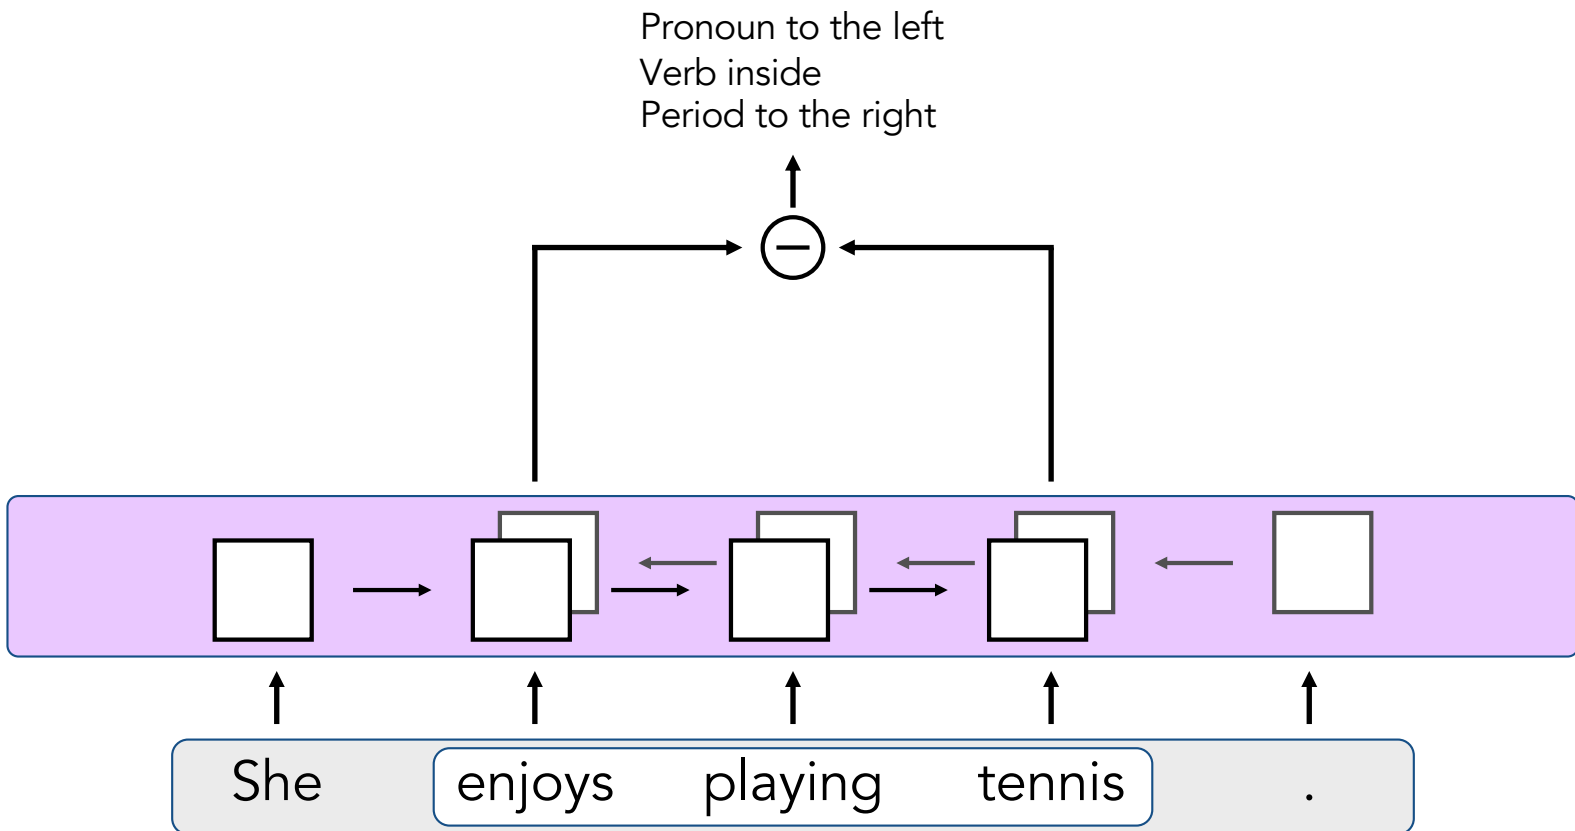 Pronoun to the left
Verb inside
Period to the right
She enjoys playing tennis .